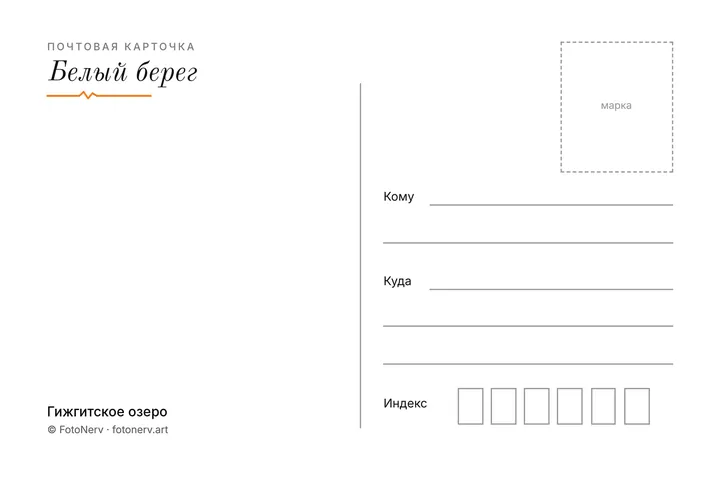 ПОЧТОВАЯ КАРТОЧКА
Белый берег
марка
Кому
Куда
Индекс
Гижгитское озеро
© FotoNerv · fotonerv.art